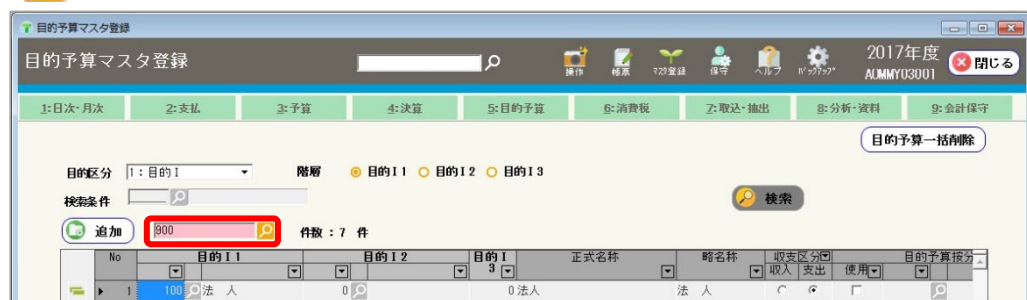 目的予算マスタ登録
目的予算マスタ登録 操作 帳票 マスタ登録 保守 ヘルプ ﾊﾞｯｸｱｯﾌﾟ 2017年度 AUMMY03001 閉じる
1:日次・月次 2:支払 3:予算 4:決算 5:目的予算 6:消費税 7:取込・抽出 8:分析・資料 9:会計保守
目的予算一括削除
目的区分 1:目的Ⅰ 階層 目的Ⅰ1 目的Ⅰ2 目的Ⅰ3
検索条件 検索
追加 900 件数:7 件
No 目的Ⅰ1 目的Ⅰ2 目的Ⅰ3 正式名称 略名称 収支区分 収入 支出 使用 目的予算按分
1 100 法 人 0 0 法人 法 人